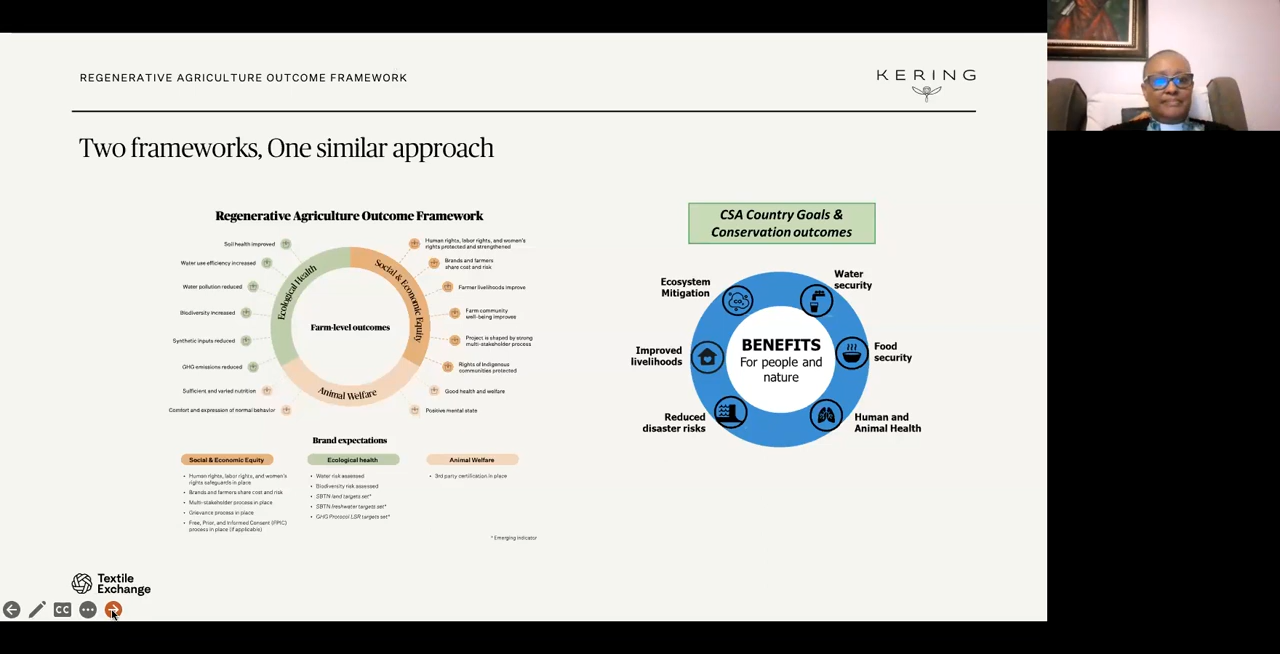 REGENERATIVE AGRICULTURE OUTCOME FRAMEWORK
KERING
Two frameworks, One similar approach
Regenerative Agriculture Outcome Framework
Soil health improved
Water use efficiency increased
Water pollution reduced
Biodiversity increased
Synthetic inputs reduced
GHG emissions reduced
Sufficient and varied nutrition
Comfort and expression of normal behavior
Ecological Health
Social & Economic Equity
Animal Welfare
Farm-level outcomes
Human rights, labor rights, and women's
rights protected and strengthened
Brands and farmers
share cost and risk
Farmer livelihoods improve
Farm community
well-being improves
Project is shaped by strong
multi-stakeholder process
Rights of Indigenous
communities protected
Good health and welfare
Positive mental state
Brand expectations
Social & Economic Equity
• Human rights, labor rights, and women's
rights safeguards in place
• Brands and farmers share cost and risk
• Multi-stakeholder process in place
• Grievance process in place
• Free, Prior, and Informed Consent (FPIC)
process in place (if applicable)
Ecological health
• Water risk assessed
• Biodiversity risk assessed
• SBTN land targets set*
• SBTN freshwater targets set*
• GHG Protocol LSR targets set*
Animal Welfare
• 3rd party certification in place
* Emerging indicator
CSA Country Goals &
Conservation outcomes
Ecosystem
Mitigation
Water
security
Improved
livelihoods
Food
security
Reduced
disaster risks
Human and
Animal Health
CO2
BENEFITS
For people and
nature
Textile
Exchange
CC